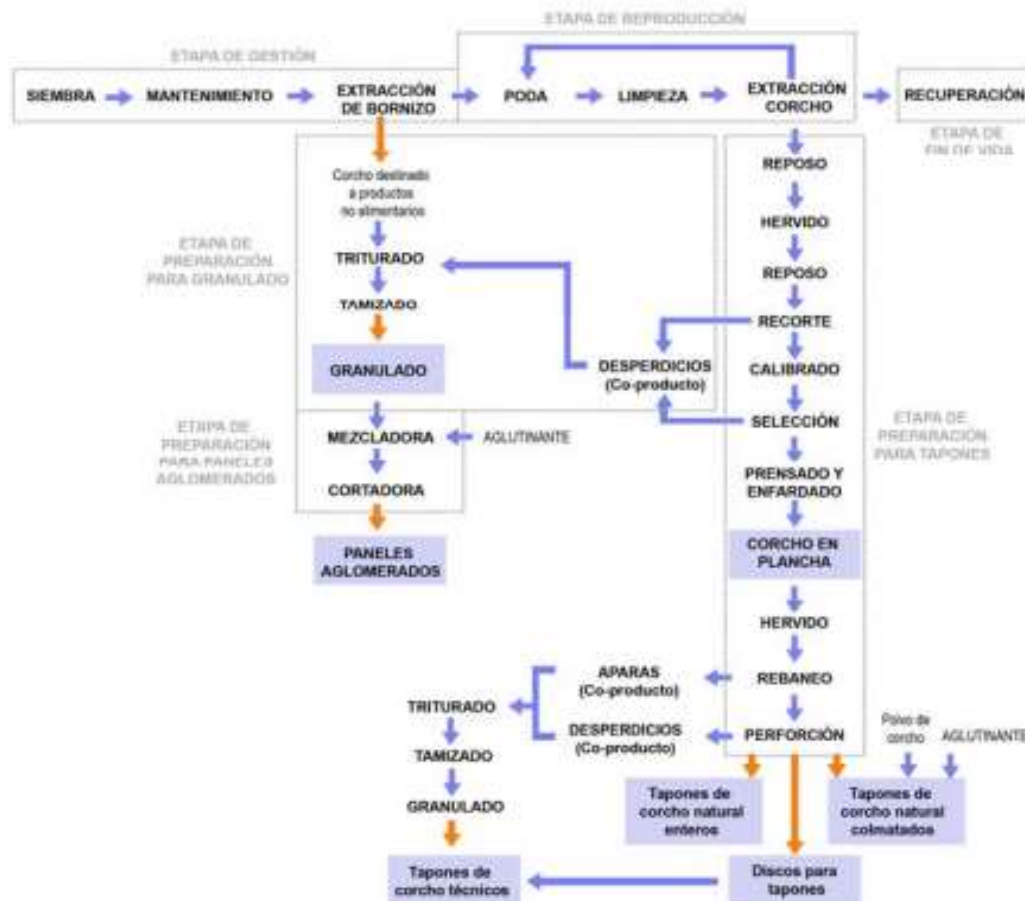 ETAPA DE REPRODUCCIÓN
ETAPA DE GESTIÓN
SIEMBRA
MANTENIMIENTO
EXTRACCIÓN
DE BORNIZO
PODA
LIMPIEZA
EXTRACCIÓN
CORCHO
RECUPERACIÓN
ETAPA DE
FIN DE VIDA
Corcho destinado
a productos
no alimentarios
REPOSO
HERVIDO
ETAPA DE
PREPARACIÓN
PARA GRANULADO
TRITURADO
REPOSO
TAMIZADO
RECORTE
GRANULADO
DESPERDICIOS
(Co-producto)
CALIBRADO
ETAPA DE
PREPARACIÓN
PARA PANELES
AGLOMERADOS
MEZCLADORA
AGLUTINANTE
SELECCIÓN
ETAPA DE
PREPARACIÓN
PARA TAPONES
CORTADORA
PRENSADO Y
ENFARDADO
PANELES
AGLOMERADOS
CORCHO EN
PLANCHA
HERVIDO
APARAS
(Co-producto)
REBANEO
TRITURADO
DESPERDICIOS
(Co-producto)
PERFORCIÓN
Polvo de
corcho
AGLUTINANTE
TAMIZADO
GRANULADO
Tapones de
corcho natural
enteros
Tapones de
corcho natural
colmatados
Tapones de
corcho técnicos
Discos para
tapones